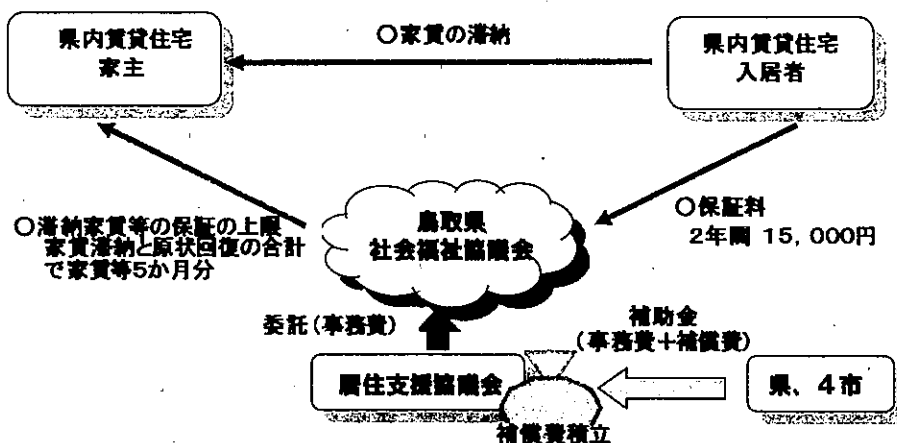 県内賃貸住宅
家主
〇家賃の滞納
県内賃貸住宅
入居者
〇滞納家賃等の保証の上限
家賃滞納と原状回復の合計
で家賃等5か月分
鳥取県
社会福祉協議会
〇保証料
2年間 15,000円
委託(事務費)
補助金
(事務費+補償費)
居住支援協議会
県、4市
補償費積立